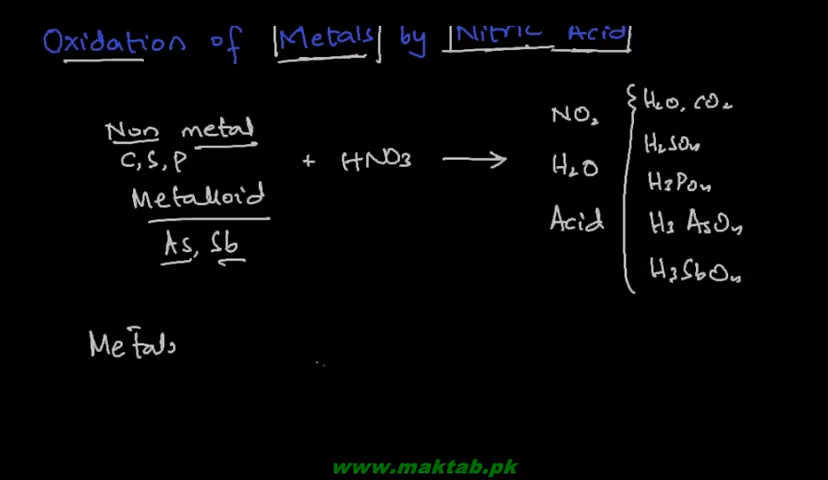 Oxidation of Metals by Nitric Acid
Non metal
C, S, P
Metalloid
As, Sb
+ HNO3 →
NO2
H2O
Acid
H2O, CO2
H2SO4
H3PO4
H3 AsO4
H3SbO4
Metals
www.maktab.pk